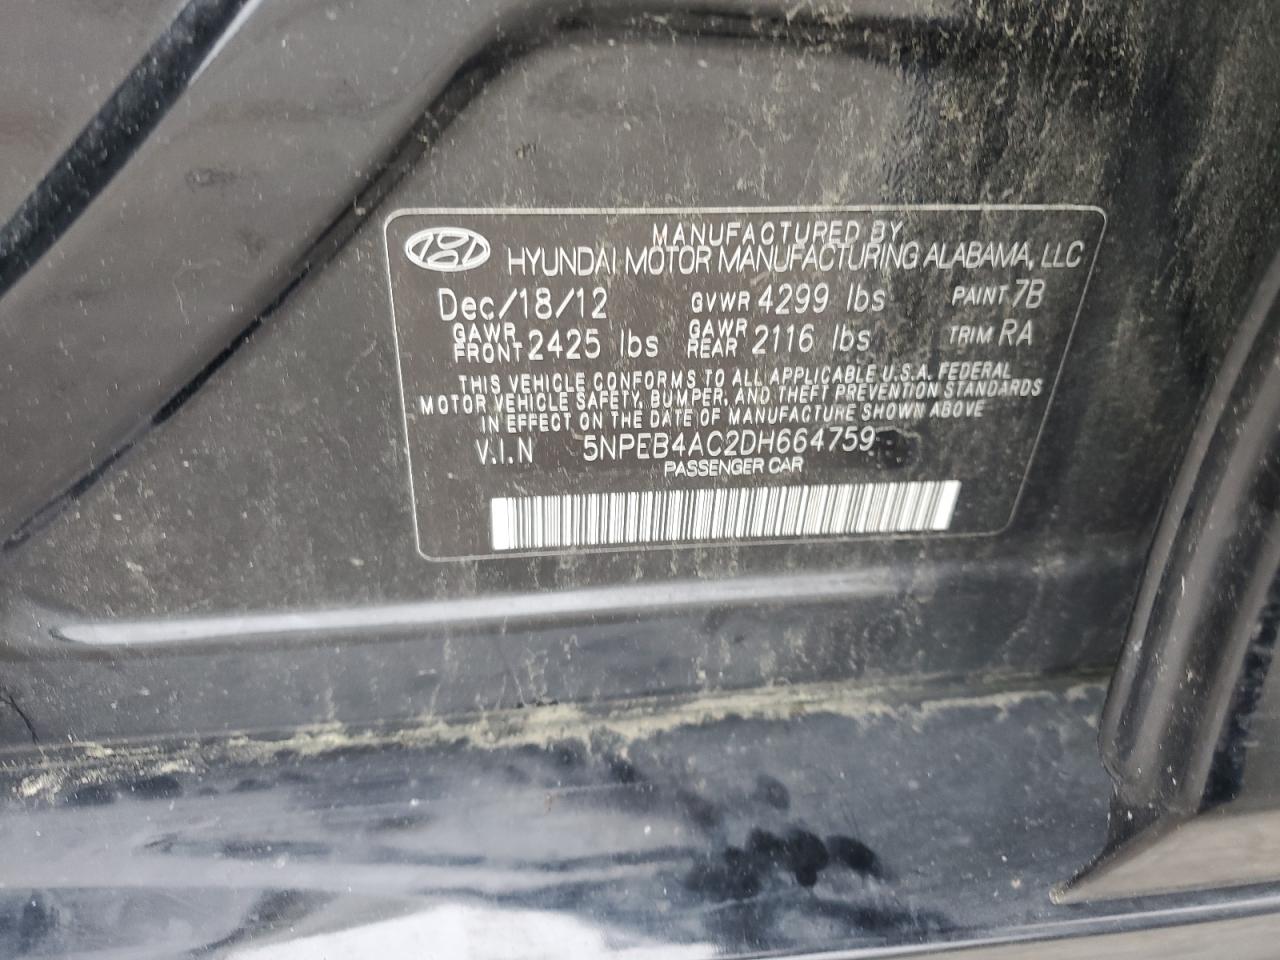 MANUFACTURED BY
HYUNDAI MOTOR MANUFACTURING ALABAMA, LLC
Dec/18/12 GVWR 4299 lbs PAINT 7B
GAWR FRONT 2425 lbs GAWR REAR 2116 lbs TRIM RA
THIS VEHICLE CONFORMS TO ALL APPLICABLE U.S.A. FEDERAL
MOTOR VEHICLE SAFETY, BUMPER, AND THEFT PREVENTION STANDARDS
IN EFFECT ON THE DATE OF MANUFACTURE SHOWN ABOVE
V.I.N 5NPEB4AC2DH664759
PASSENGER CAR